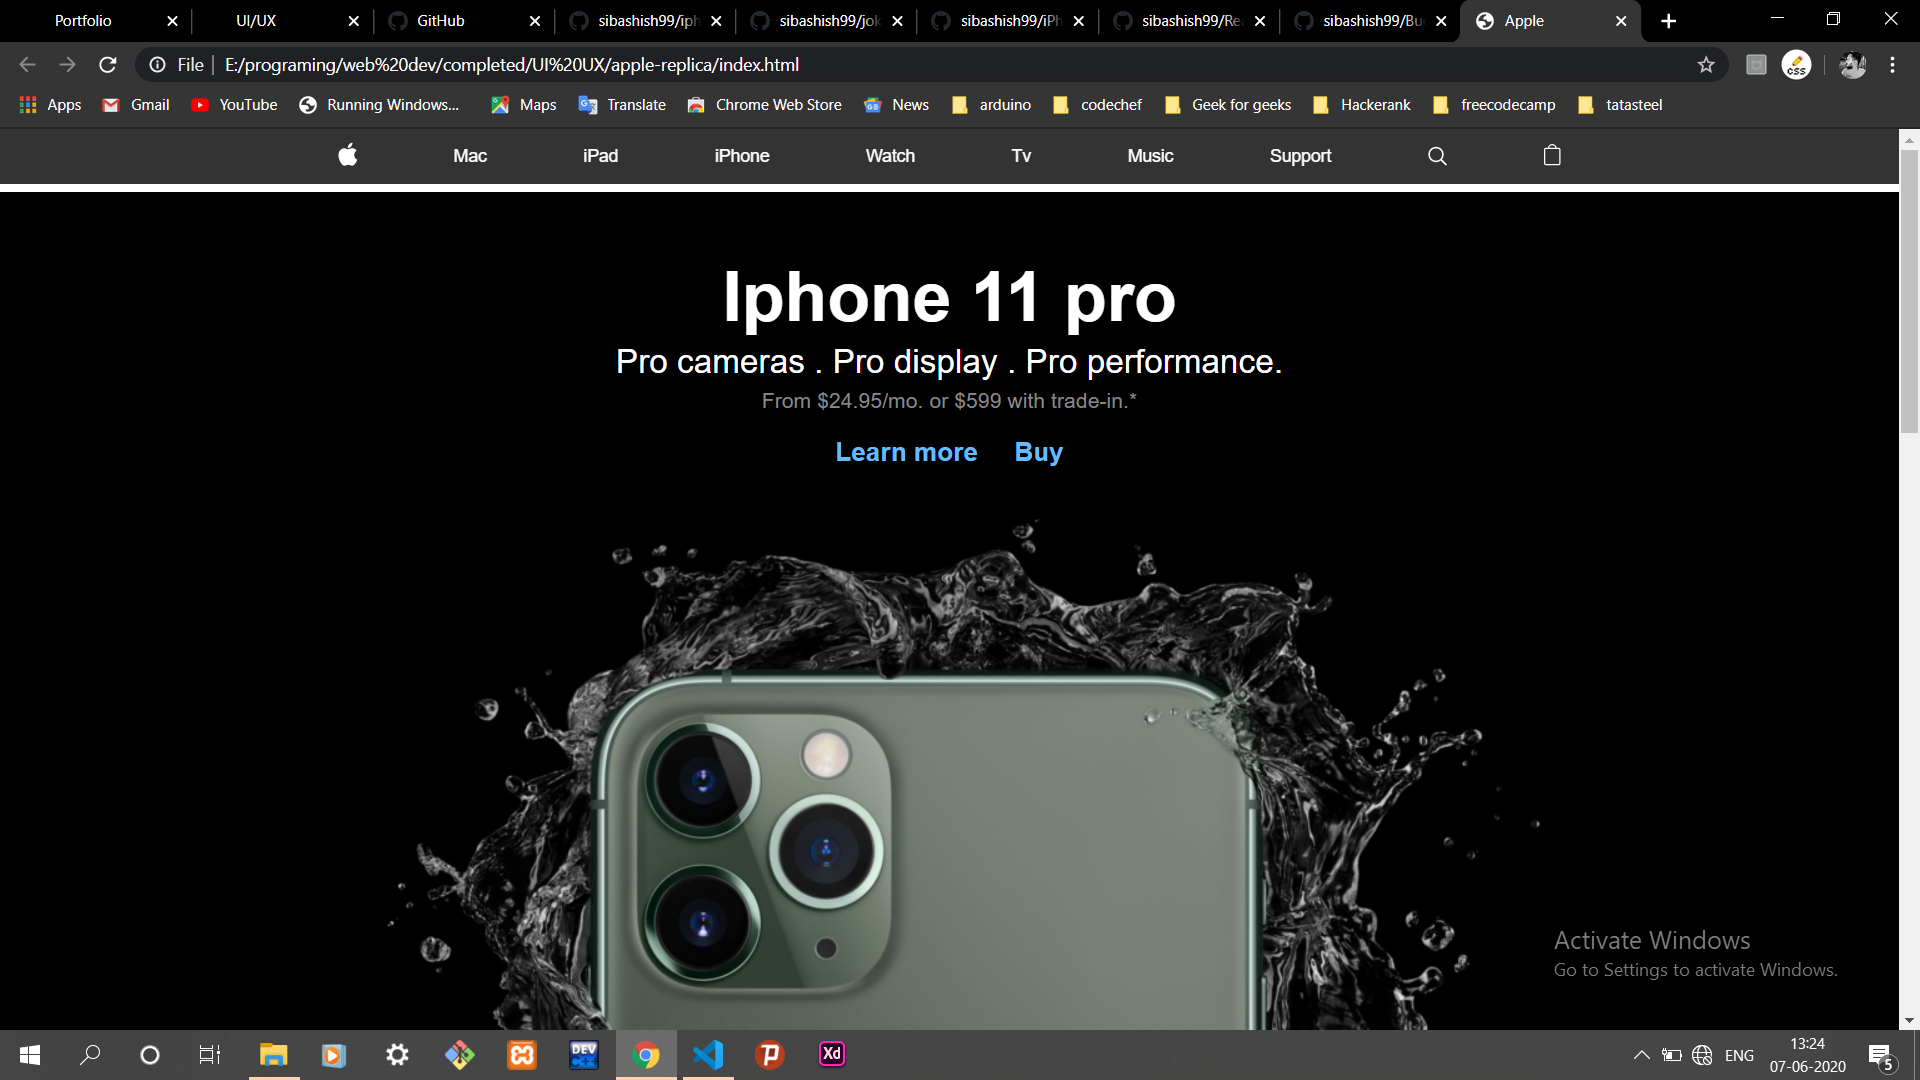 Portfolio UI/UX GitHub sibashish99/iph sibashish99/jok sibashish99/iPh sibashish99/Rea sibashish99/Bu Apple
File E:/programing/web%20dev/completed/UI%20UX/apple-replica/index.html
Apps Gmail YouTube Running Windows... Maps Translate Chrome Web Store News arduino codechef Geek for geeks Hackerank freecodecamp tatasteel
Mac iPad iPhone Watch Tv Music Support
Iphone 11 pro
Pro cameras . Pro display . Pro performance.
From $24.95/mo. or $599 with trade-in.*
Learn more Buy
Activate Windows
Go to Settings to activate Windows.
DEV C++ Xd ENG 13:24
07-06-2020 5